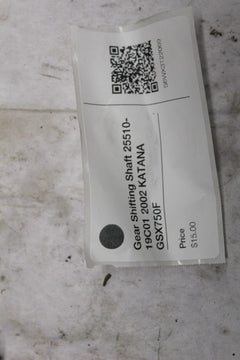 Gear Shifting Shaft 25510-
19C01 2002 KATANA
GSX750F
Price
$15.00